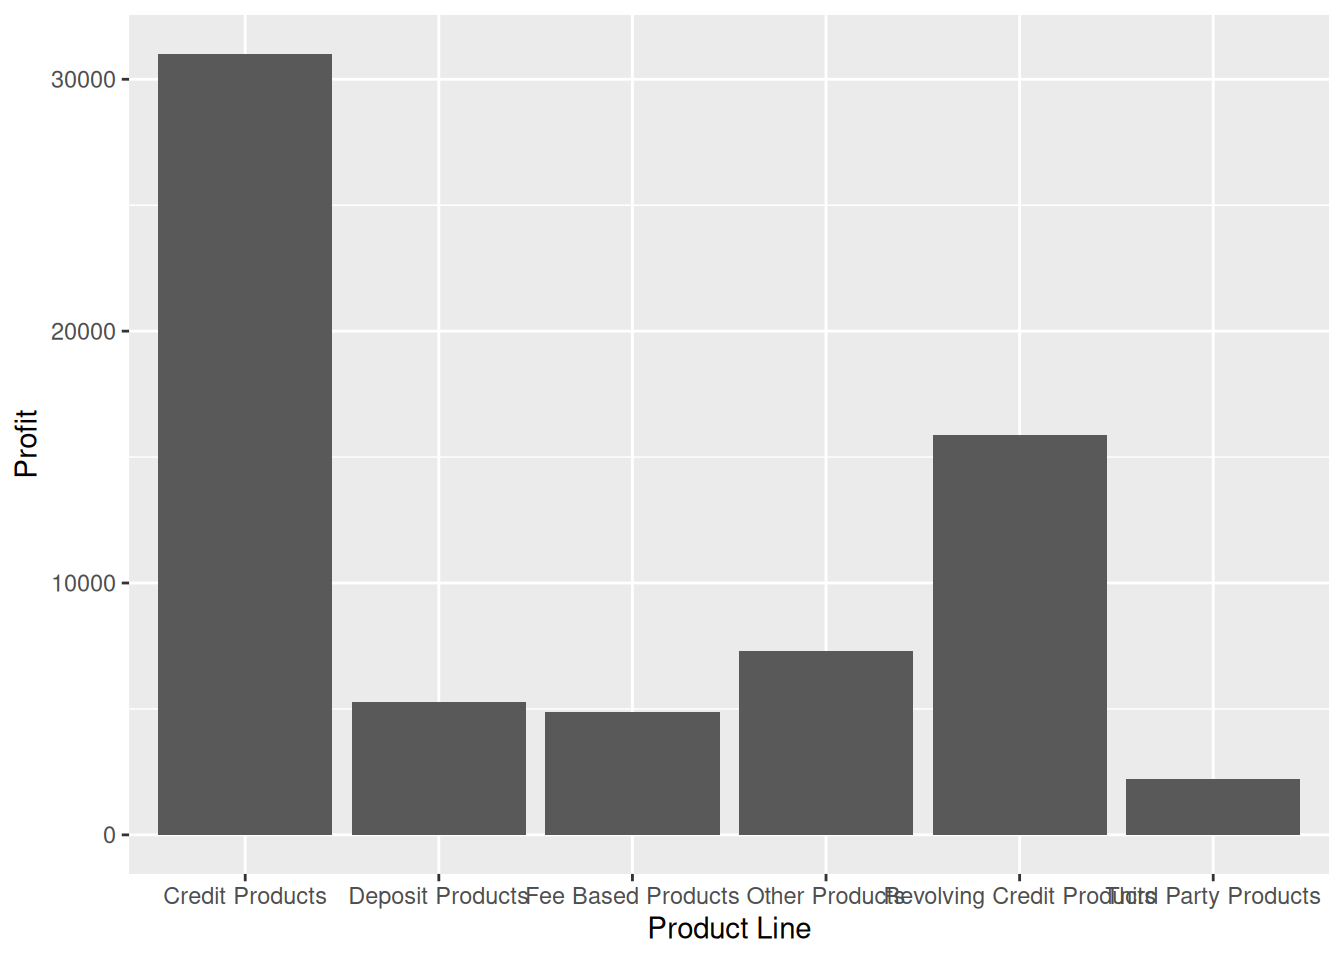 Profit
30000
20000
10000
0
Credit Products
Deposit Products
Fee Based Products
Other Products
Revolving Credit Products
Third Party Products
Product Line